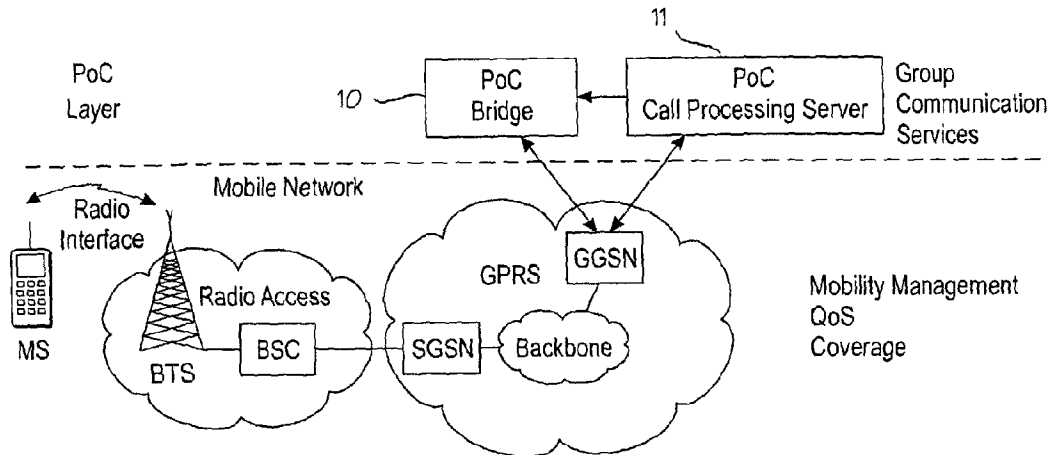 11
PoC
Layer
10
PoC
Bridge
PoC
Call Processing Server
Group
Communication
Services
Mobile Network
Radio
Interface
MS
Radio Access
BTS
BSC
GPRS
GGSN
SGSN
Backbone
Mobility Management
QoS
Coverage